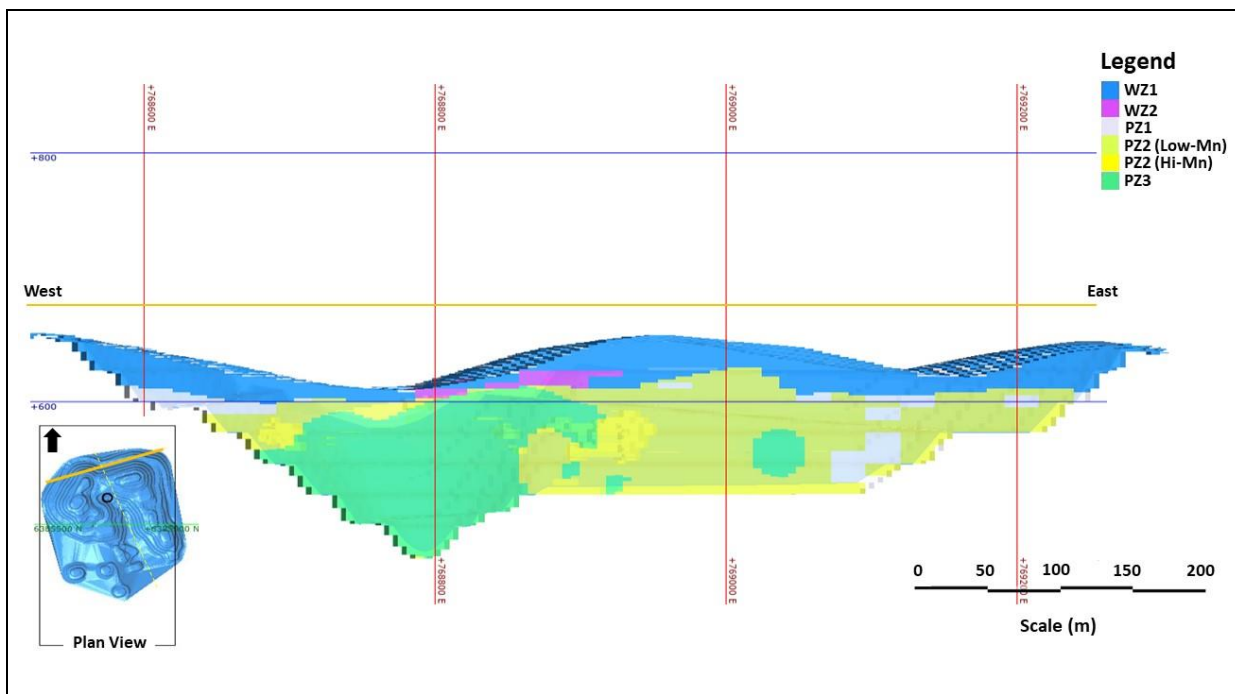 Legend
WZ1
WZ2
PZ1
PZ2 (Low-Mn)
PZ2 (Hi-Mn)
PZ3
+768600 E
+768800 E
+769000 E
+769200 E
+800
West
East
+600
Plan View
+768800 E
+769000 E
0 50 100 150 200
Scale (m)